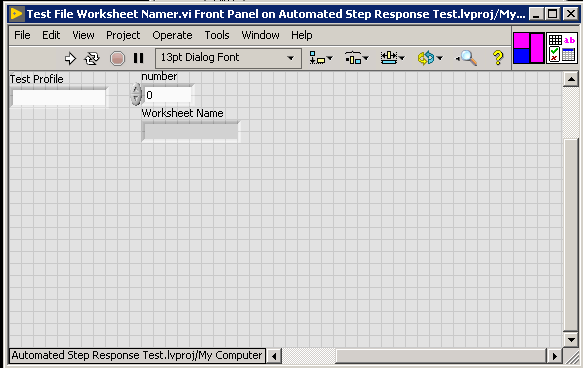 Test File Worksheet Namer.vi Front Panel on Automated Step Response Test.lvproj/My...
File Edit View Project Operate Tools Window Help
13pt Dialog Font
?
ab
Test Profile
number
0
Worksheet Name
Automated Step Response Test.lvproj/My Computer